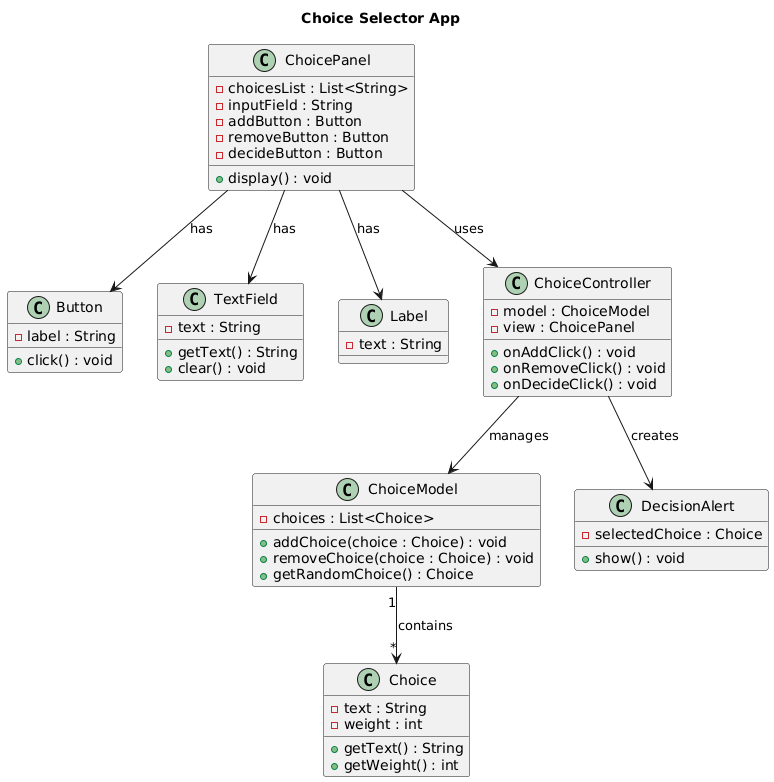 Choice Selector App
C ChoicePanel
choicesList : List<String>
inputField : String
addButton : Button
removeButton : Button
decideButton : Button
display() : void
has
has
has
uses
C Button
label : String
click() : void
C TextField
text : String
getText() : String
clear() : void
C Label
text : String
C ChoiceController
model : ChoiceModel
view : ChoicePanel
onAddClick() : void
onRemoveClick() : void
onDecideClick() : void
manages
creates
C ChoiceModel
choices : List<Choice>
addChoice(choice : Choice) : void
removeChoice(choice : Choice) : void
getRandomChoice() : Choice
C DecisionAlert
selectedChoice : Choice
show() : void
1
contains
*
C Choice
text : String
weight : int
getText() : String
getWeight() : int